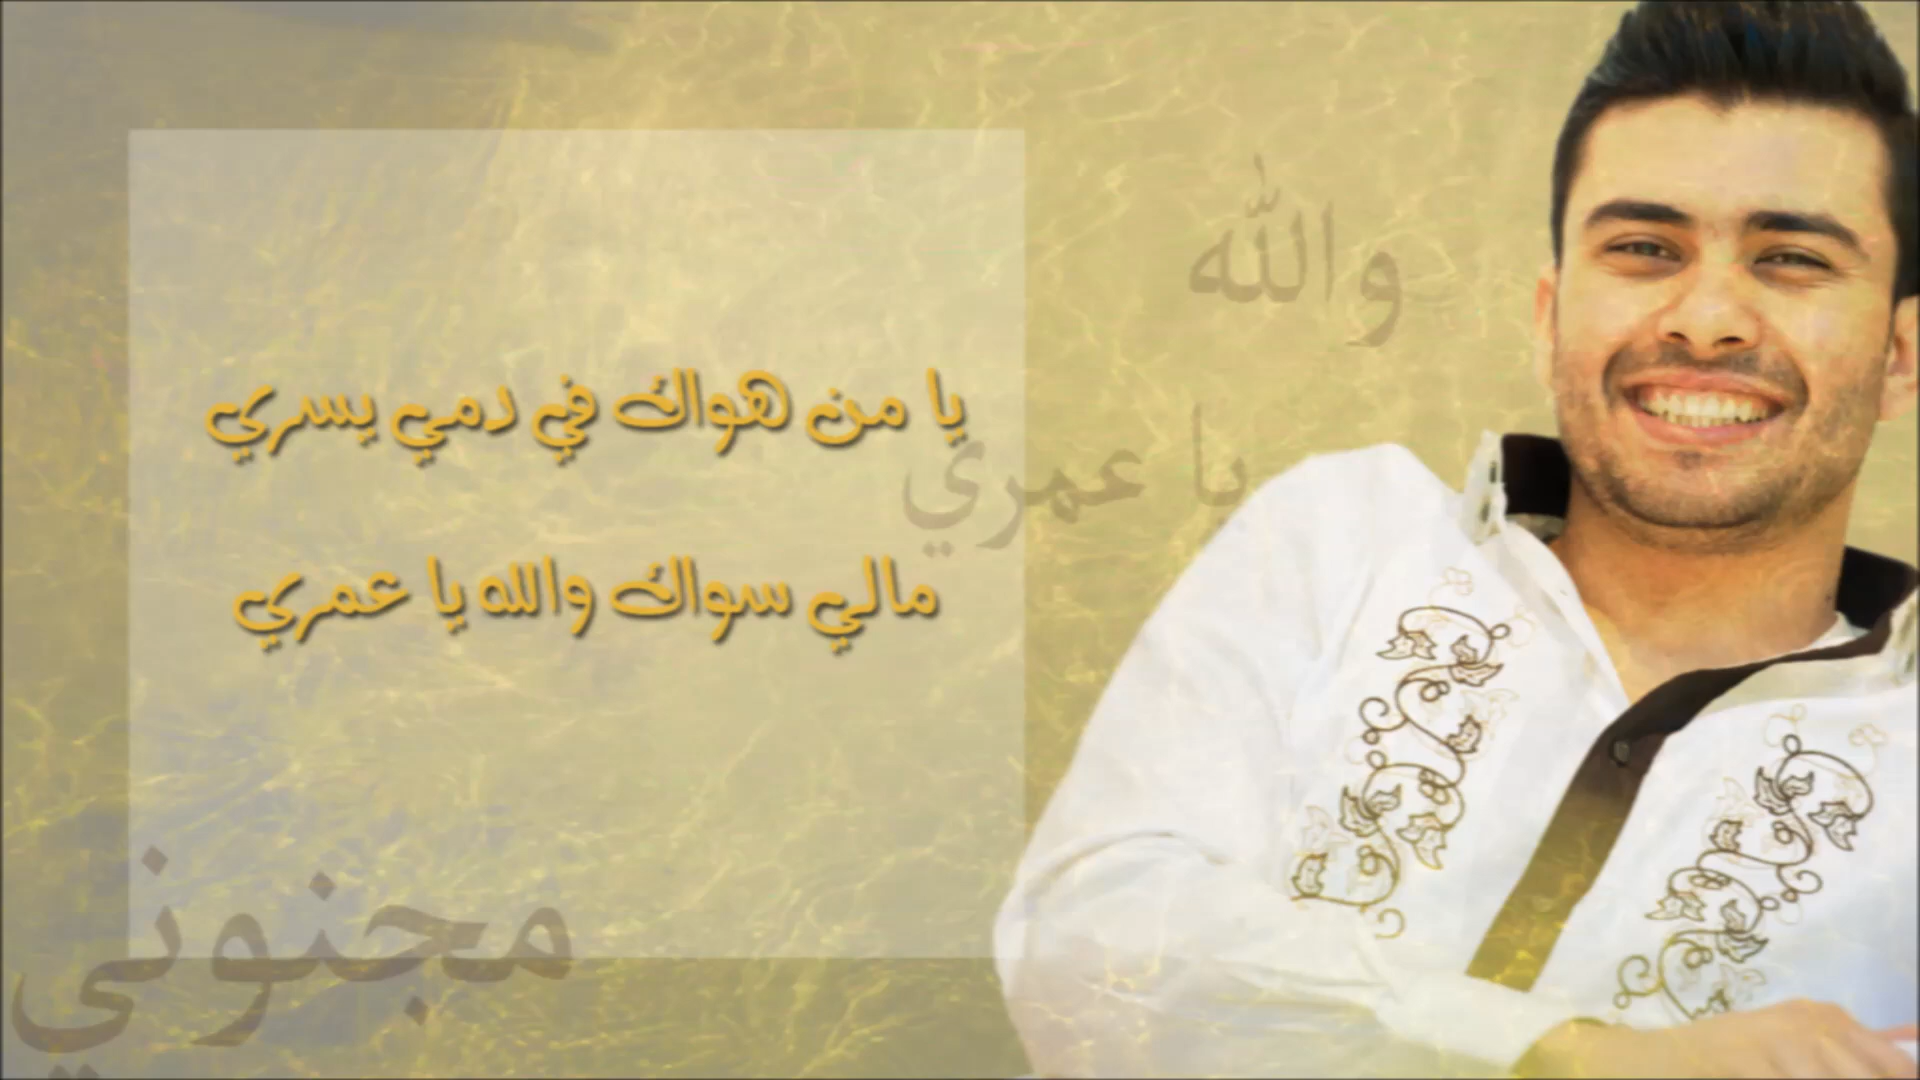 يا من هواك في دمي يسري
مالي سواك والله يا عمري
والله
يا عمري
مجنوني